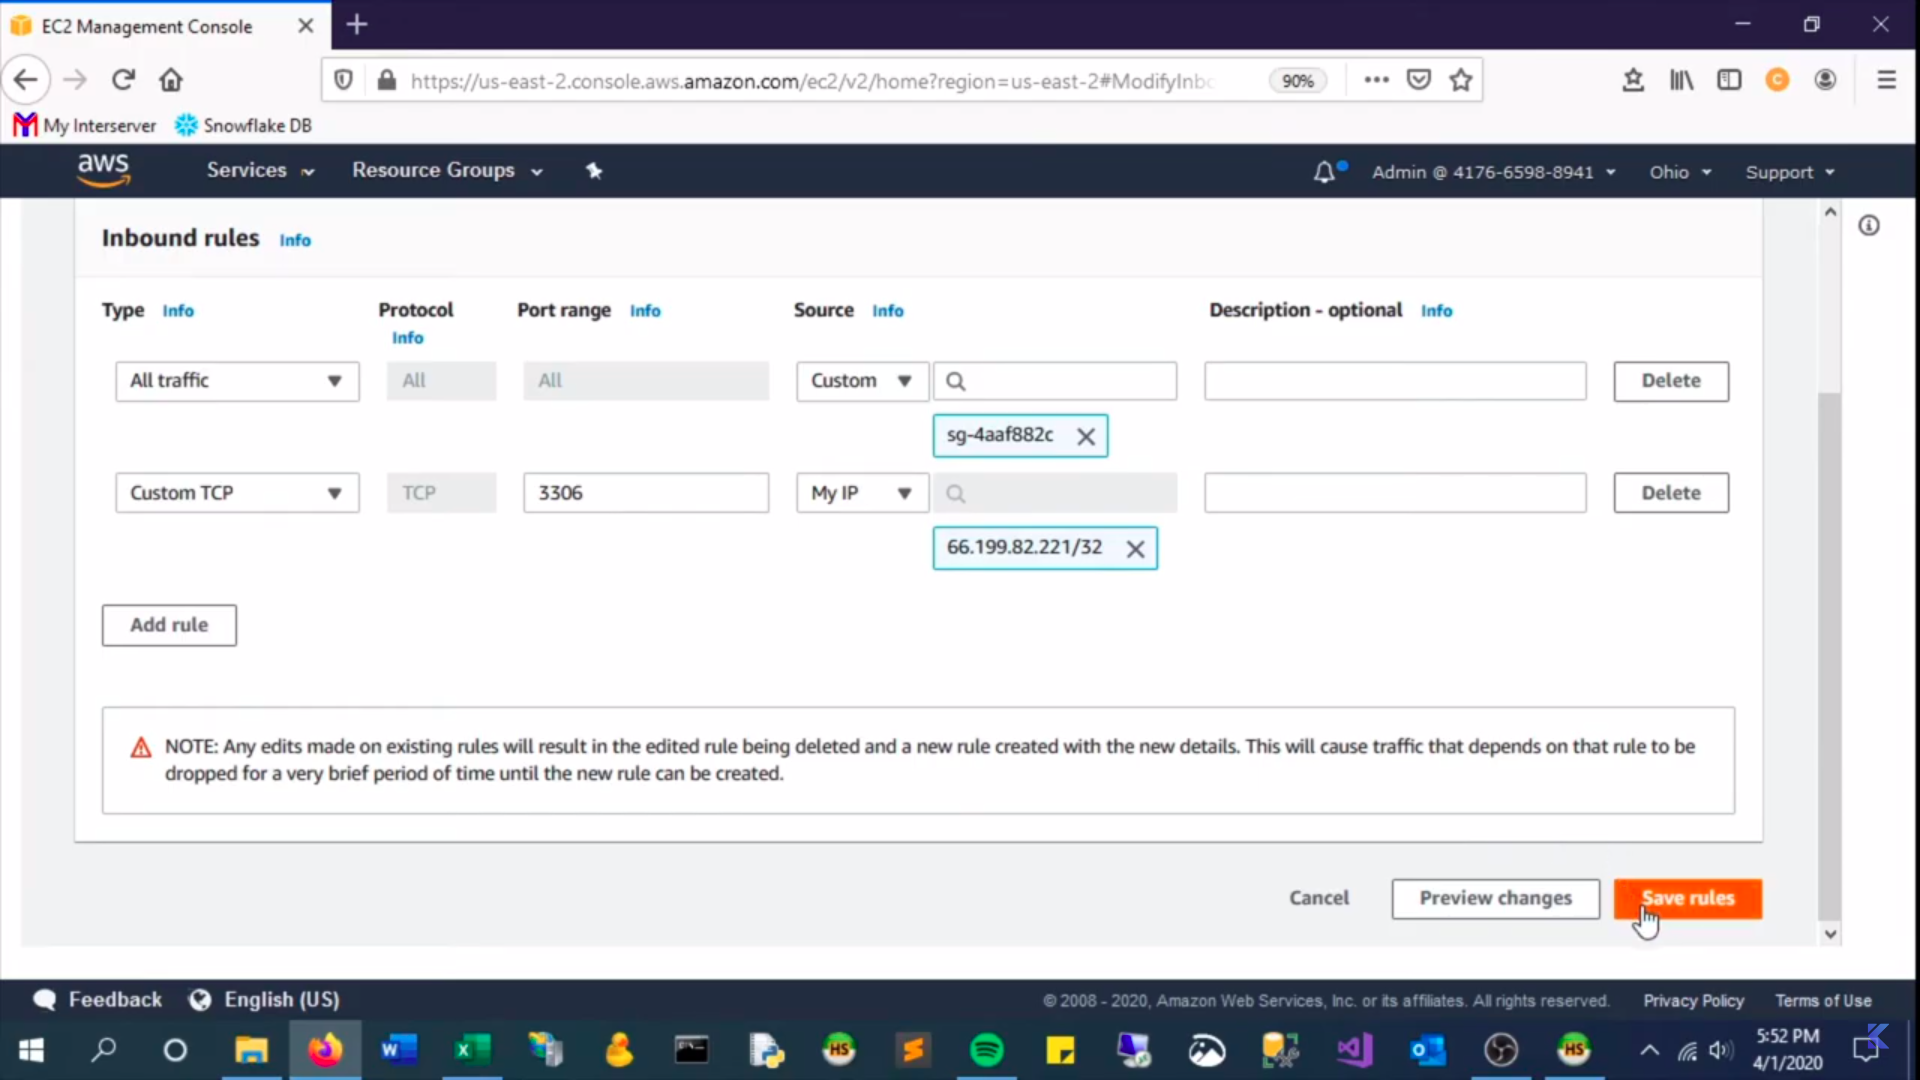 EC2 Management Console
https://us-east-2.console.aws.amazon.com/ec2/v2/home?region=us-east-2#ModifyInb
90%
My Interserver Snowflake DB
aws Services Resource Groups Admin @ 4176-6598-8941 Ohio Support
Inbound rules Info
Type Info Protocol Info Port range Info Source Info Description - optional Info
All traffic All All Custom Delete
sg-4aaf882c
Custom TCP TCP 3306 My IP Delete
66.199.82.221/32
Add rule
NOTE: Any edits made on existing rules will result in the edited rule being deleted and a new rule created with the new details. This will cause traffic that depends on that rule to be
dropped for a very brief period of time until the new rule can be created.
Cancel Preview changes Save rules
Feedback English (US) © 2008 - 2020, Amazon Web Services, Inc. or its affiliates. All rights reserved. Privacy Policy Terms of Use
5:52 PM
4/1/2020